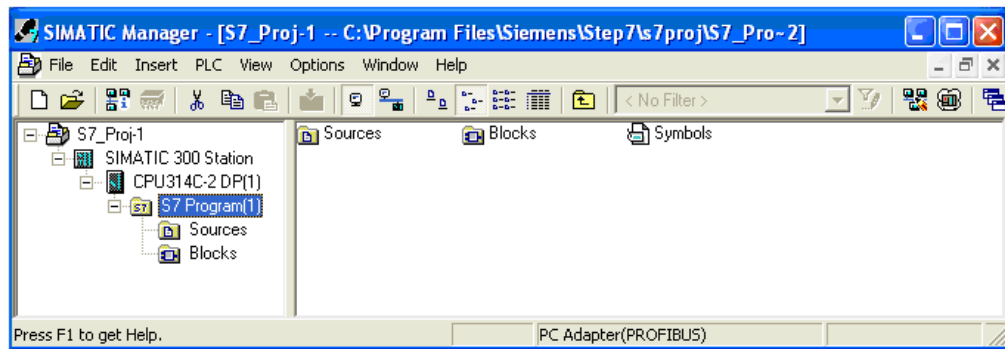 SIMATIC Manager - [S7_Proj-1 -- C:\Program Files\Siemens\Step7\s7proj\S7_Pro~2]
File Edit Insert PLC View Options Window Help
< No Filter >
S7_Proj-1
SIMATIC 300 Station
CPU314C-2 DP(1)
S7 Program(1)
Sources
Blocks
Sources Blocks Symbols
Press F1 to get Help. PC Adapter(PROFIBUS)